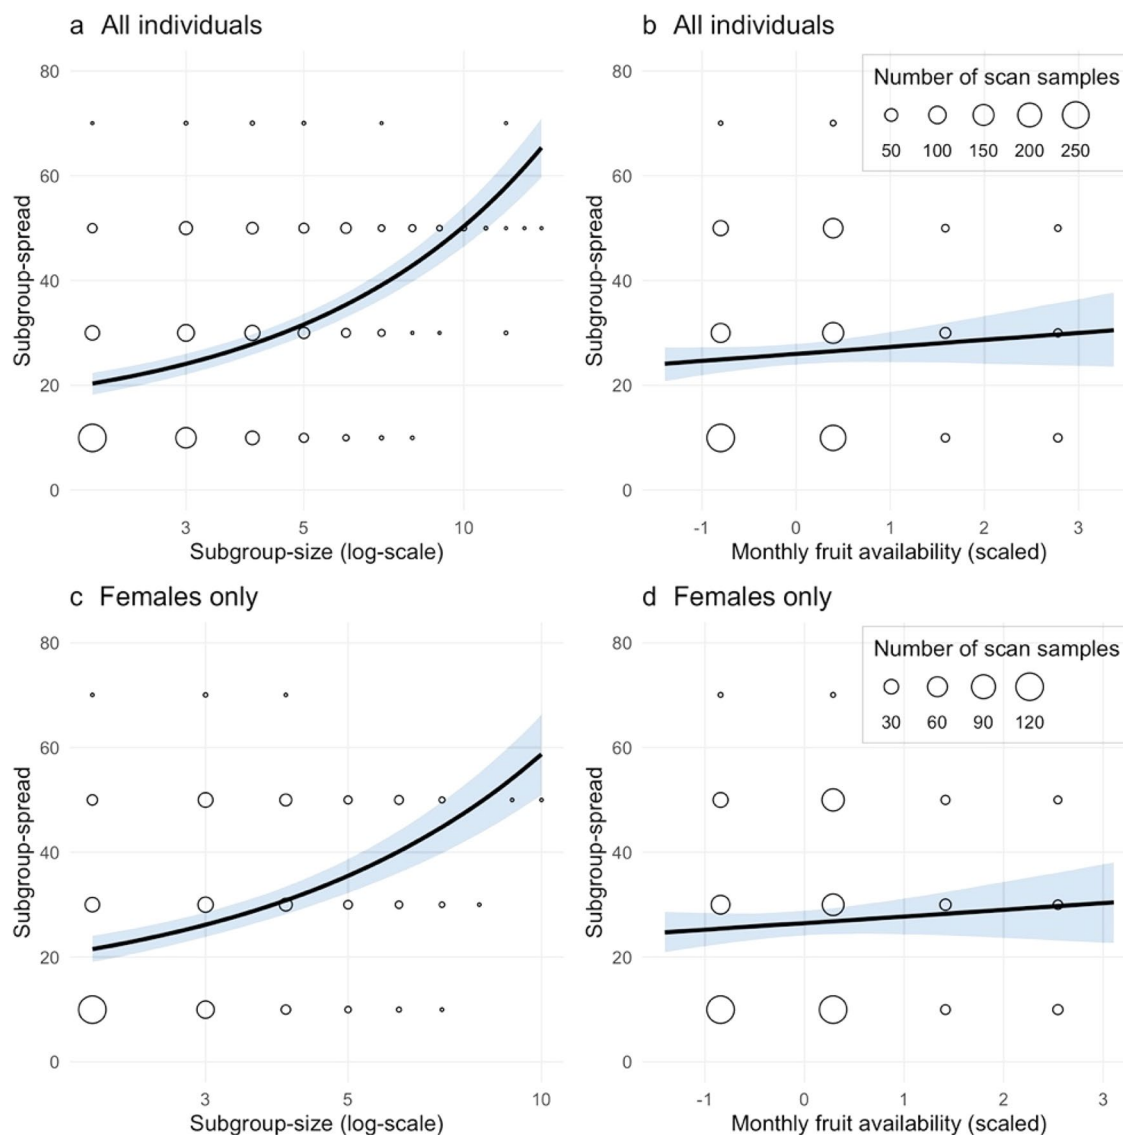 a All individuals
80
60
40
20
0
Subgroup-spread
3 5 10
Subgroup-size (log-scale)
b All individuals
Number of scan samples
50 100 150 200 250
80
60
40
20
0
Subgroup-spread
-1 0 1 2 3
Monthly fruit availability (scaled)
c Females only
80
60
40
20
0
Subgroup-spread
3 5 10
Subgroup-size (log-scale)
d Females only
Number of scan samples
30 60 90 120
80
60
40
20
0
Subgroup-spread
-1 0 1 2 3
Monthly fruit availability (scaled)